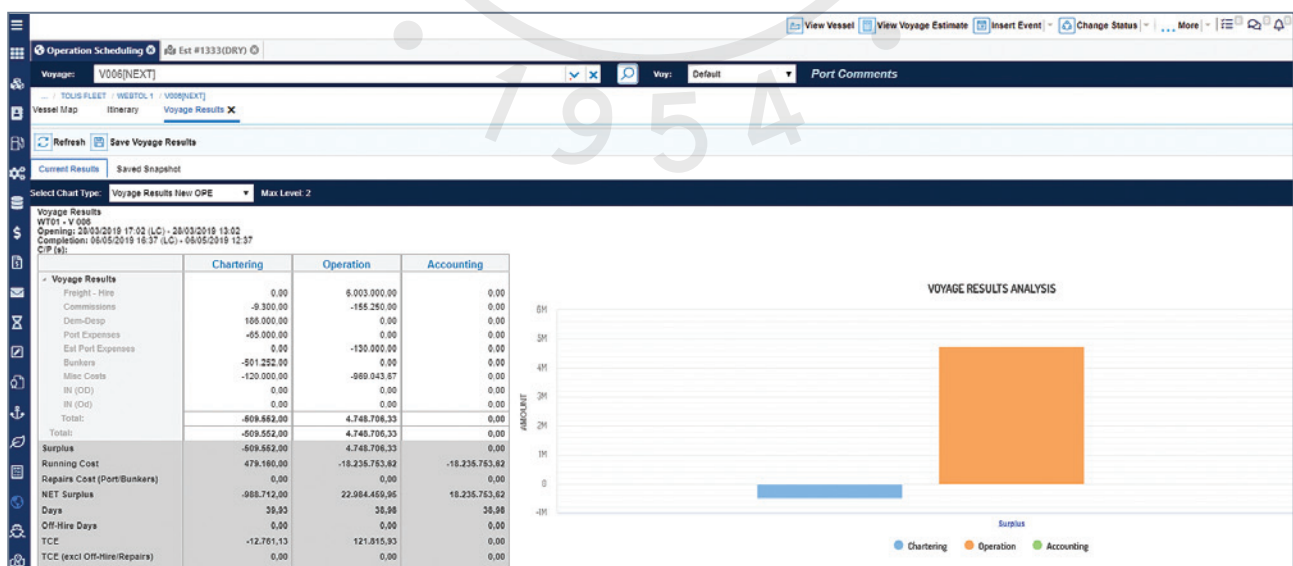 View Vessel View Voyage Estimate Insert Event Change Status ... More
Operation Scheduling Est #1333(DRY)
Voyage: V006[NEXT] Voy: Default Port Comments
... / TOLIS FLEET / WEBTOL 1 / V006[NEXT]
Vessel Map Itinerary Voyage Results
Refresh Save Voyage Results
Current Results Saved Snapshot
Select Chart Type: Voyage Results New OPE Max Level: 2
Voyage Results
WT01 - V 006
Opening: 28/03/2019 17:02 (LC) - 28/03/2019 13:02
Completion: 06/05/2019 16:37 (LC) - 06/05/2019 12:37
C/P (s):
Chartering Operation Accounting
Voyage Results
Freight - Hire 0.00 6.003.000.00 0.00
Commissions -9.300.00 -155.250.00 0.00
Dem-Desp 186.000.00 0.00 0.00
Port Expenses -65.000.00 0.00 0.00
Est Port Expenses 0.00 -130.000.00 0.00
Bunkers -501.252.00 0.00 0.00
Misc Costs -120.000,00 -969.043.67 0.00
IN (OD) 0.00 0,00 0.00
IN (Od) 0.00 0.00 0.00
Total: -509.552,00 4.748.706,33 0,00
Total: -509.552,00 4.748.706,33 0,00
Surplus -509.552,00 4.748.706,33 0,00
Running Cost 479.160,00 -18.235.753,62 -18.235.753,62
Repairs Cost (Port/Bunkers) 0,00 0,00 0,00
NET Surplus -988.712,00 22.984.459,95 18.235.753,62
Days 39,93 38,98 38,98
Off-Hire Days 0,00 0,00 0,00
TCE -12.761,13 121.815,93 0,00
TCE (excl Off-Hire/Repairs) 0,00 0,00 0,00
VOYAGE RESULTS ANALYSIS
6M
5M
4M
3M
2M
1M
0
-1M
AMOUNT
Surplus
Chartering Operation Accounting
1954